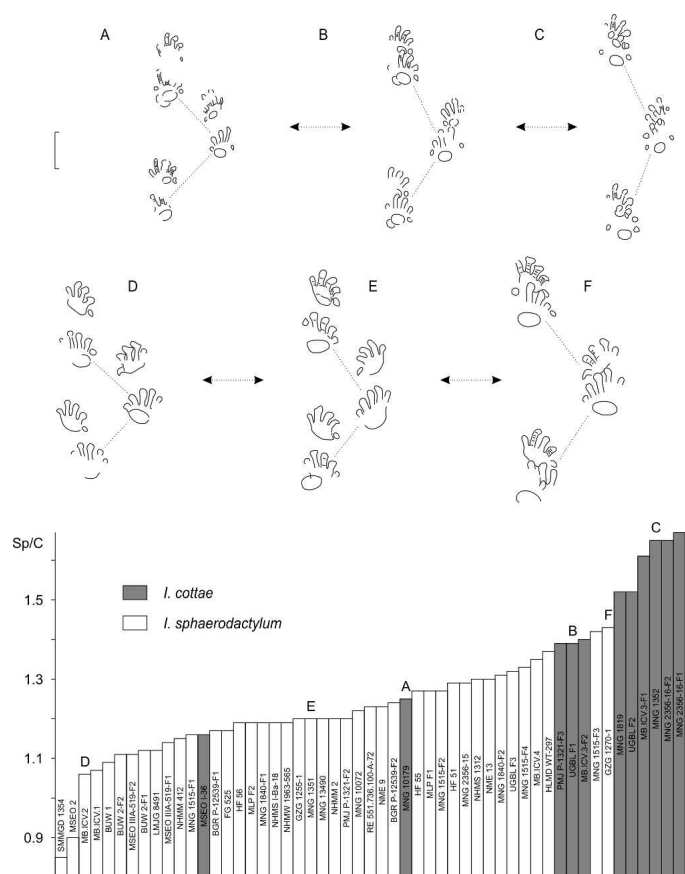 A
B
C
D
E
F
Sp/C
1.5
1.3
1.1
0.9
I. cottae
I. sphaerodactylum
SMMGD 1354
MSEO 2
D
MB.ICV.2
MB.ICV.1
BUW 1
BUW 2-F2
MSEO IIIA-519-F2
BUW 2-F1
LMJG 8491
MSEO IIIA-519-F1
NHMM 412
MNG 1515-F1
MSEO I-36
BGR P-12539-F1
FG 525
HF 56
MLP F2
MNG 1840-F1
NHMS I-Ba-18
NHMW 1963-565
GZG 1255-1
E
MNG 1351
MNG 13490
NHMM 2
PMJ P-1321-F2
MNG 10072
RE 551.736.100-A-72
NME 9
BGR P-12539-F2
A
MNG 10179
HF 55
MLP F1
MNG 1515-F2
HF 51
MNG 2356-15
NHMS 1312
NME 13
MNG 1840-F2
UGBL F3
MNG 1515-F4
MB.ICV.4
HLMD WT-297
PMJ P-1321-F3
B
UGBL F1
MB.ICV.3-F2
MNG 1515-F3
F
GZG 1270-1
MNG 1819
UGBL F2
MB.ICV.3-F1
C
MNG 1352
MNG 2356-16-F2
MNG 2356-16-F1